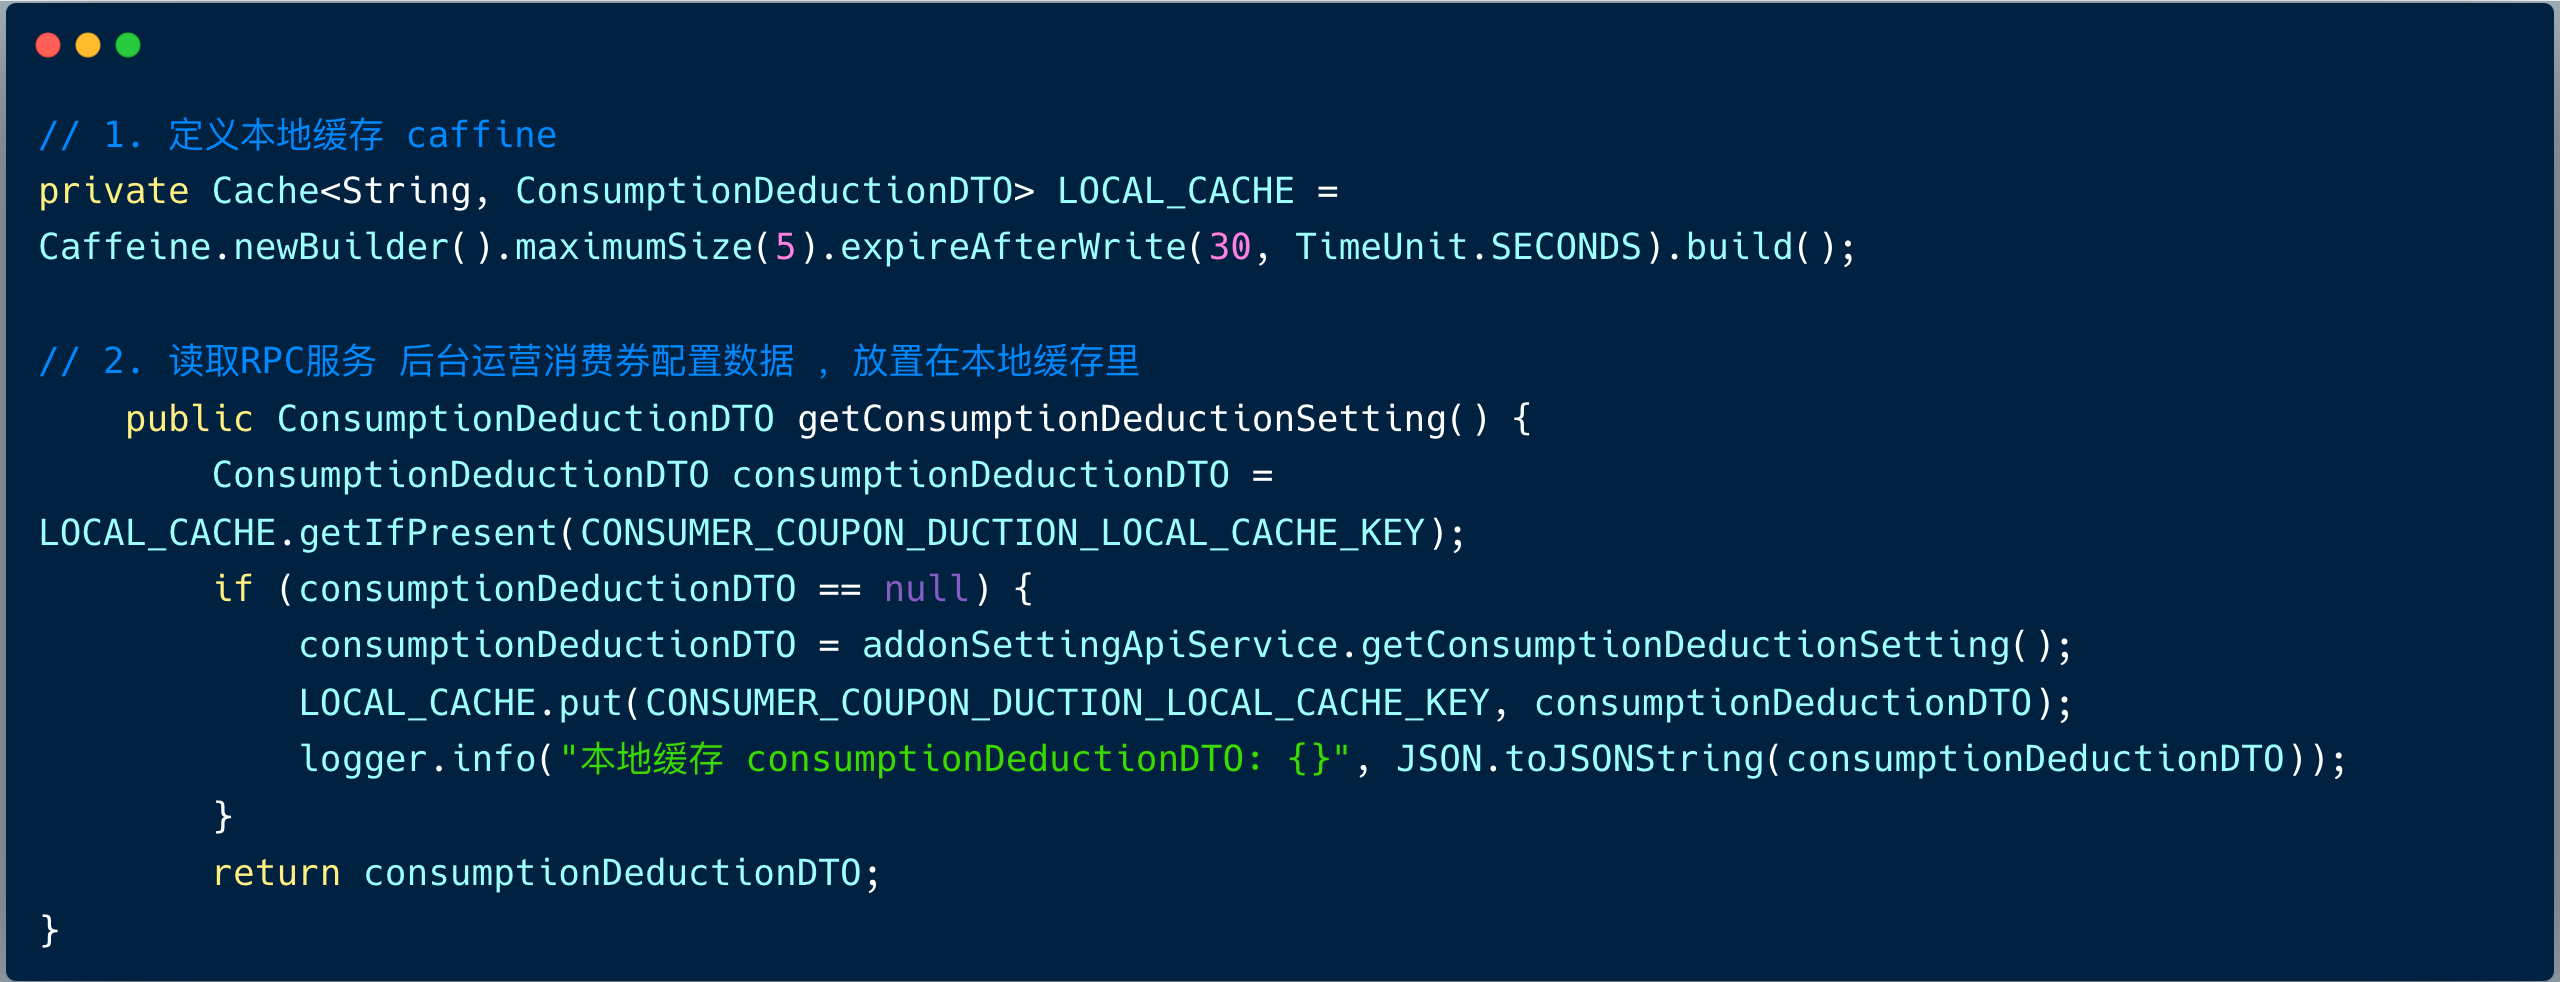 // 1. 定义本地缓存 caffine
private Cache<String, ConsumptionDeductionDTO> LOCAL_CACHE =
Caffeine.newBuilder().maximumSize(5).expireAfterWrite(30, TimeUnit.SECONDS).build();
// 2. 读取RPC服务 后台运营消费券配置数据 , 放置在本地缓存里
    public ConsumptionDeductionDTO getConsumptionDeductionSetting() {
        ConsumptionDeductionDTO consumptionDeductionDTO =
LOCAL_CACHE.getIfPresent(CONSUMER_COUPON_DUCTION_LOCAL_CACHE_KEY);
        if (consumptionDeductionDTO == null) {
            consumptionDeductionDTO = addonSettingApiService.getConsumptionDeductionSetting();
            LOCAL_CACHE.put(CONSUMER_COUPON_DUCTION_LOCAL_CACHE_KEY, consumptionDeductionDTO);
            logger.info("本地缓存 consumptionDeductionDTO: {}", JSON.toJSONString(consumptionDeductionDTO));
        }
        return consumptionDeductionDTO;
}